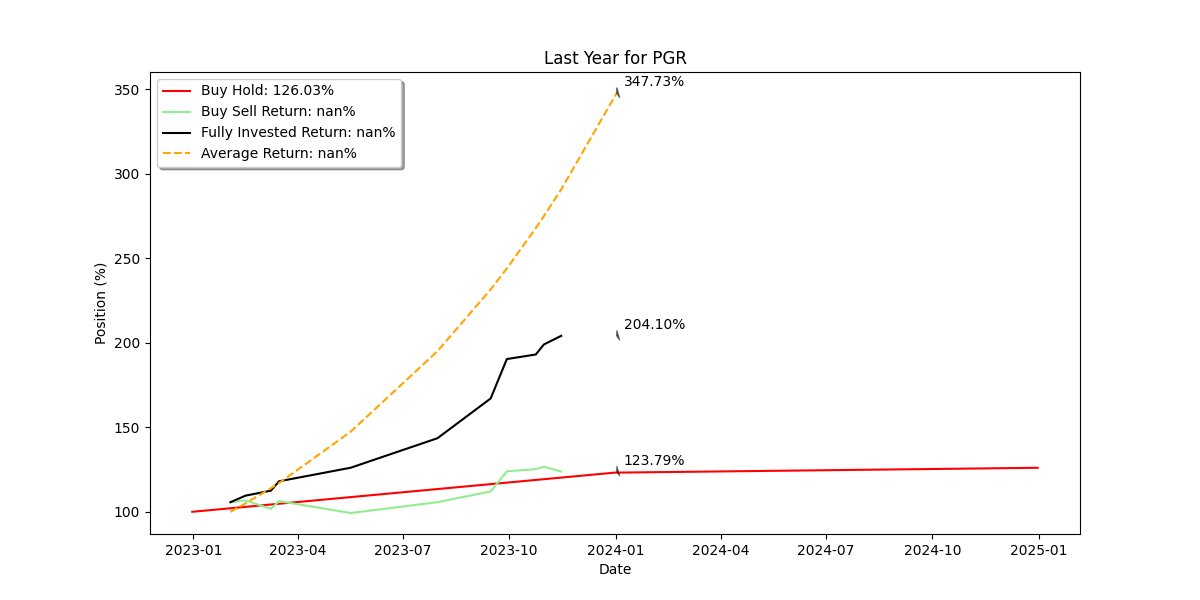 Last Year for PGR
Buy Hold: 126.03%
Buy Sell Return: nan%
Fully Invested Return: nan%
Average Return: nan%
347.73%
204.10%
123.79%
Position (%)
350
300
250
200
150
100
2023-01
2023-04
2023-07
2023-10
2024-01
2024-04
2024-07
2024-10
2025-01
Date